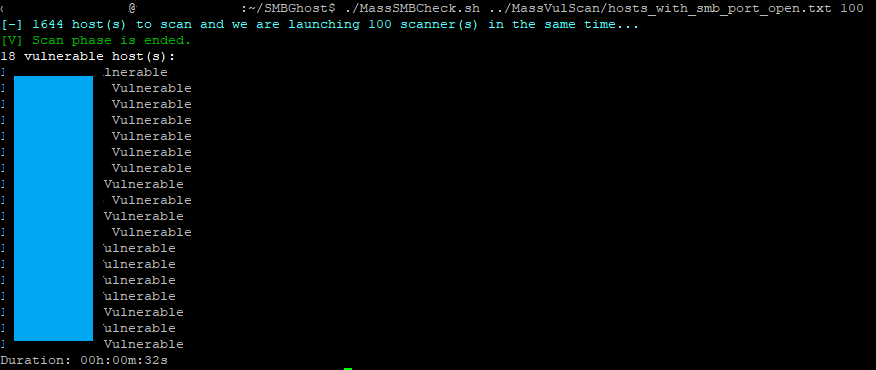 @ :~/SMBGhost$ ./MassSMBCheck.sh ../MassVulScan/hosts_with_smb_port_open.txt 100
[-] 1644 host(s) to scan and we are launching 100 scanner(s) in the same time...
[V] Scan phase is ended.
18 vulnerable host(s):
lnerable
Vulnerable
Vulnerable
Vulnerable
Vulnerable
Vulnerable
Vulnerable
Vulnerable
Vulnerable
Vulnerable
Vulnerable
ulnerable
ulnerable
ulnerable
ulnerable
Vulnerable
ulnerable
Vulnerable
Duration: 00h:00m:32s